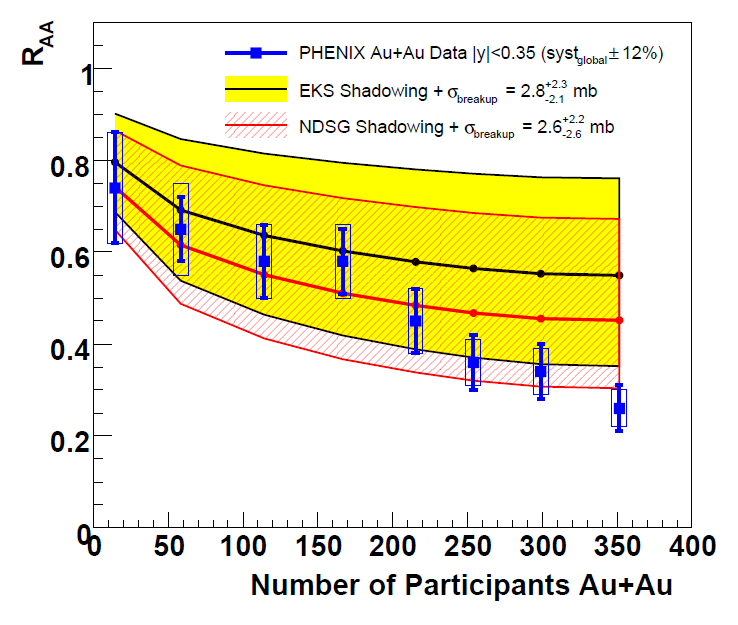 R_AA
PHENIX Au+Au Data |y|<0.35 (syst_global ± 12%)
EKS Shadowing + σ_breakup = 2.8 +2.3 -2.1 mb
NDSG Shadowing + σ_breakup = 2.6 +2.2 -2.6 mb
1
0.8
0.6
0.4
0.2
0
0 50 100 150 200 250 300 350 400
Number of Participants Au+Au